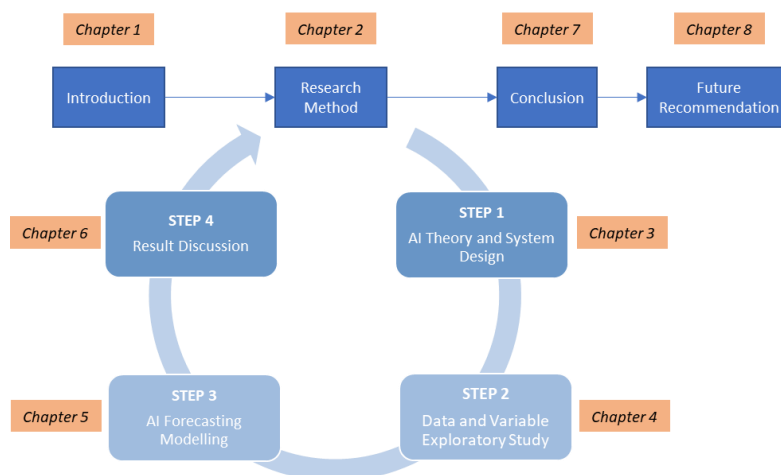 Chapter 1
Chapter 2
Chapter 7
Chapter 8
Introduction
Research
Method
Conclusion
Future
Recommendation
STEP 4
Result Discussion
Chapter 6
STEP 1
AI Theory and System
Design
Chapter 3
STEP 3
AI Forecasting
Modelling
Chapter 5
STEP 2
Data and Variable
Exploratory Study
Chapter 4